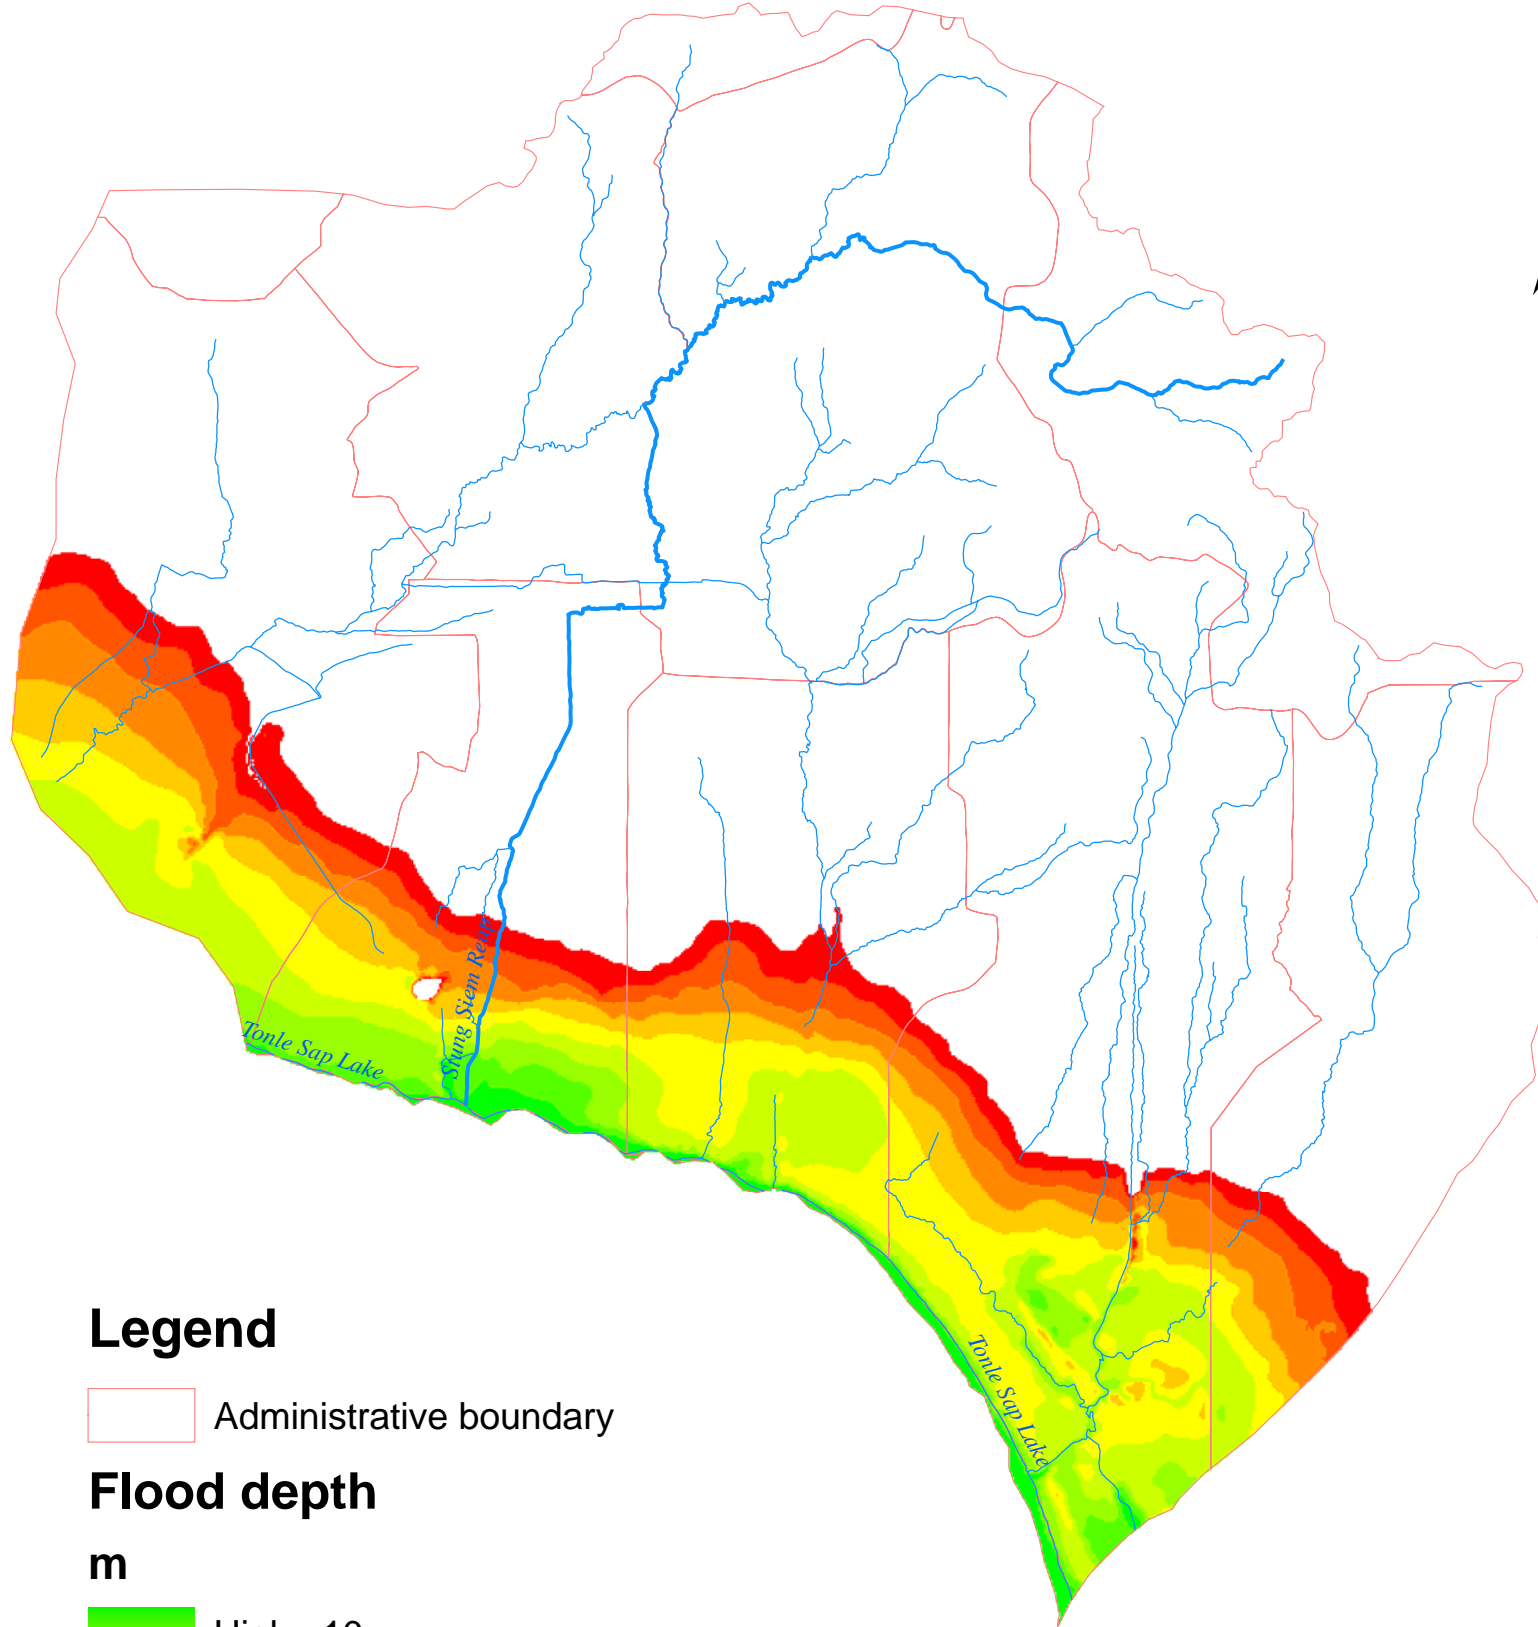 Stung Siem Reap
Tonle Sap Lake
Tonle Sap Lake
Legend
Administrative boundary
Flood depth
m